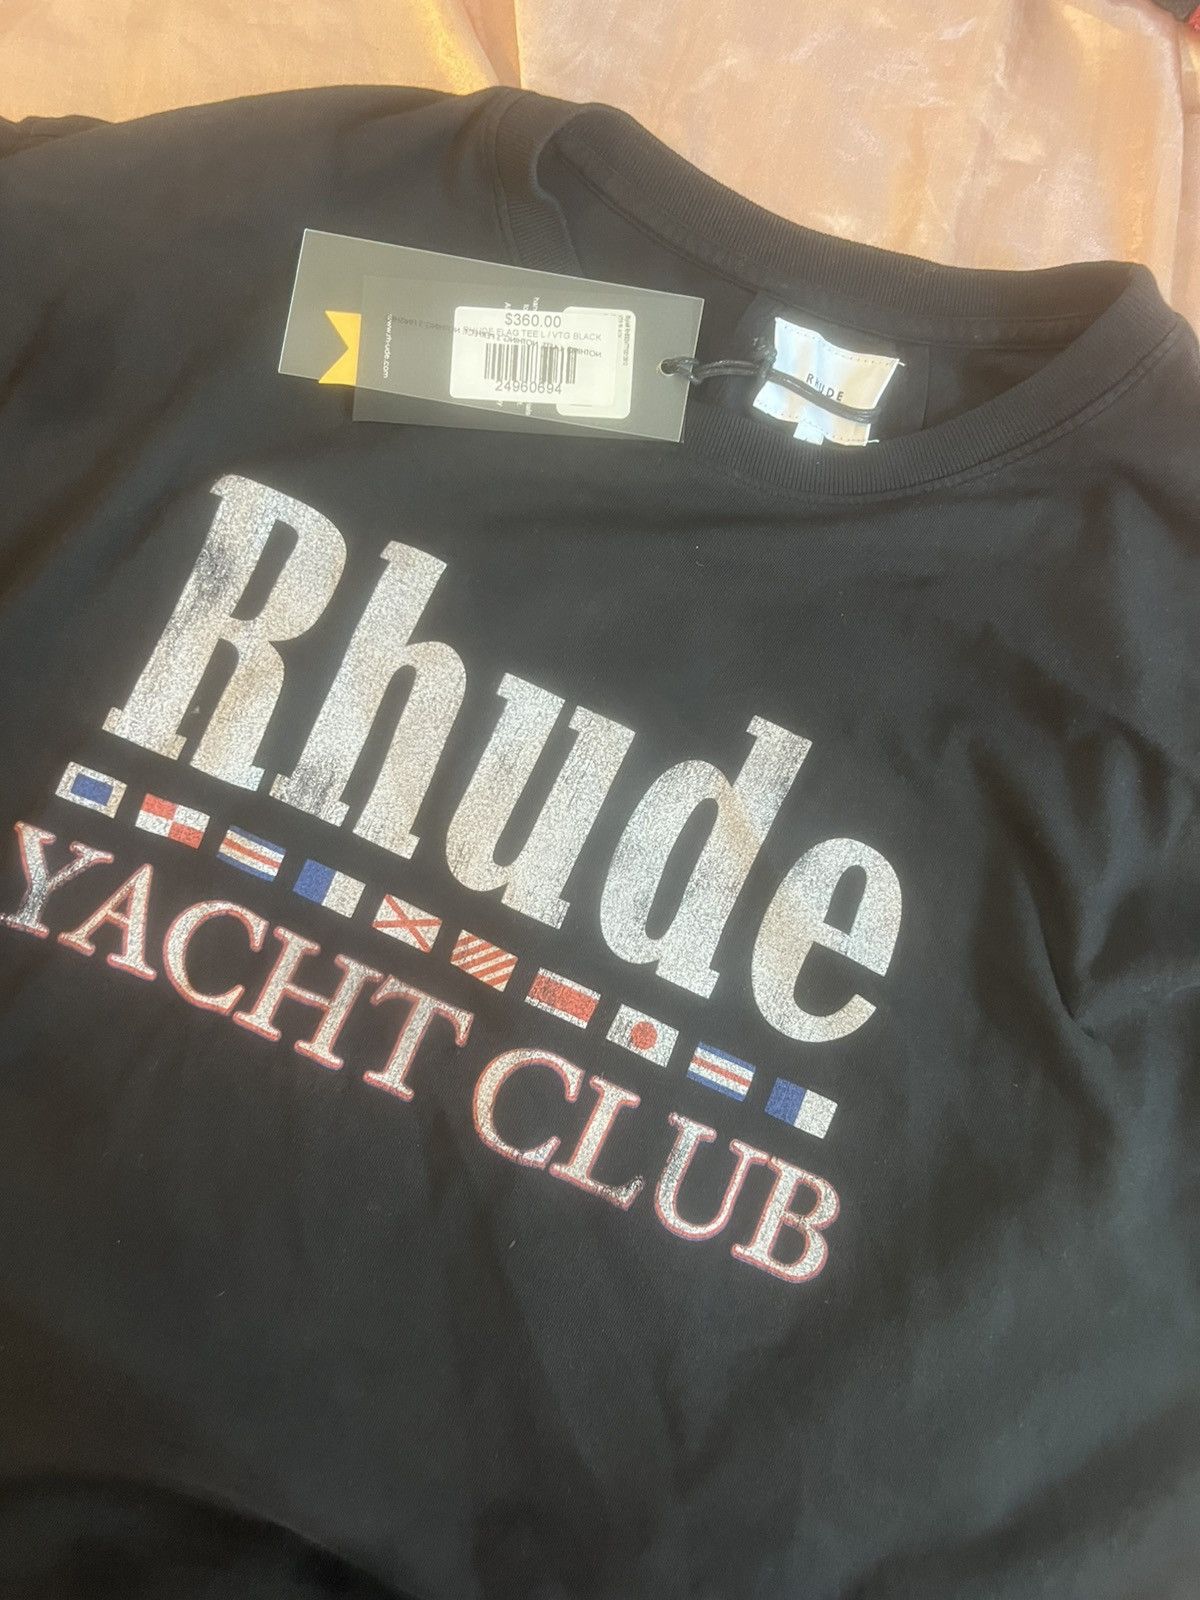 $360.00
RHUDE FLAG TEE L / VTG BLACK
24960694
RHUDE
L
Rhude
YACHT CLUB